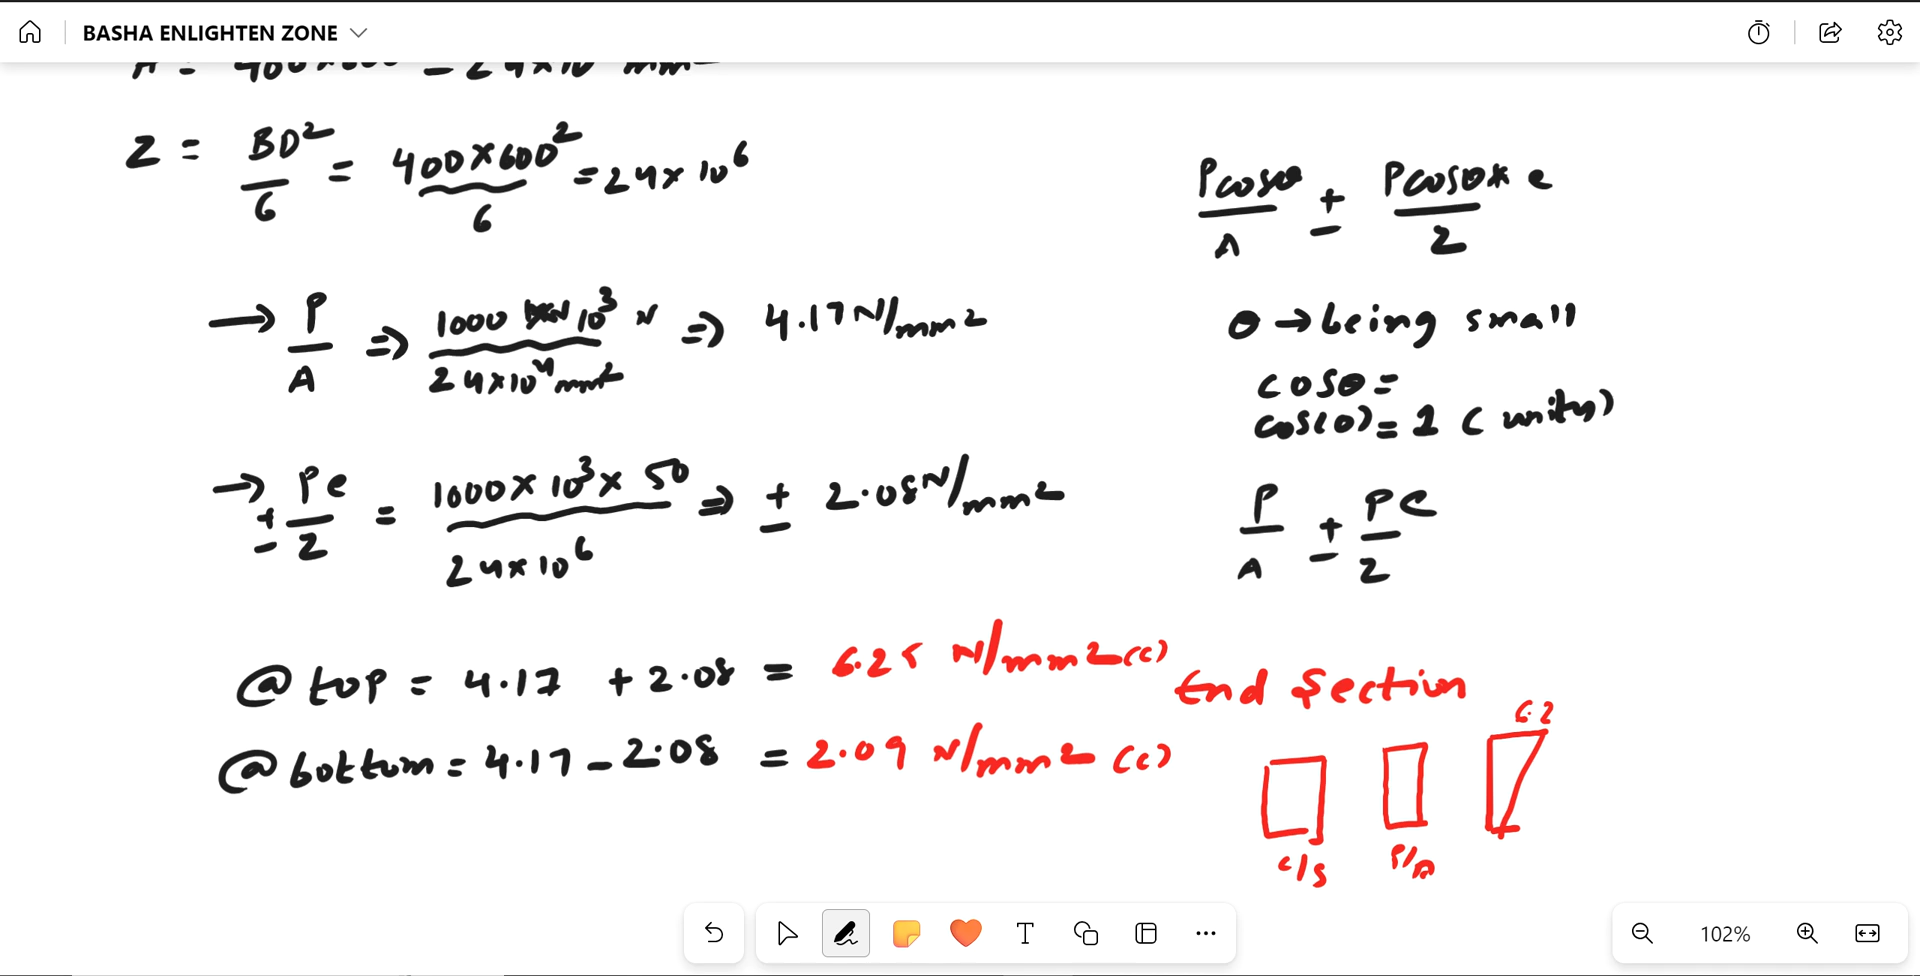 BASHA ENLIGHTEN ZONE
Z = BD²/6 = 400×600²/6 = 24×10⁶
→ P/A ⇒ 1000 10³ N / 24×10⁴ mm² ⇒ 4.17 N/mm²
→ ± Pe/Z = 1000×10³×50 / 24×10⁶ ⇒ ± 2.08 N/mm²
@ top = 4.17 + 2.08 = 6.25 N/mm2 (c)
@ bottom = 4.17 - 2.08 = 2.09 N/mm2 (c)
Pcosθ/A ± Pcosθ* e/Z
θ → being small
cosθ =
cos(0) = 1 (unity)
P/A ± Pe/Z
End Section
6.2
c/s
P/A
102%